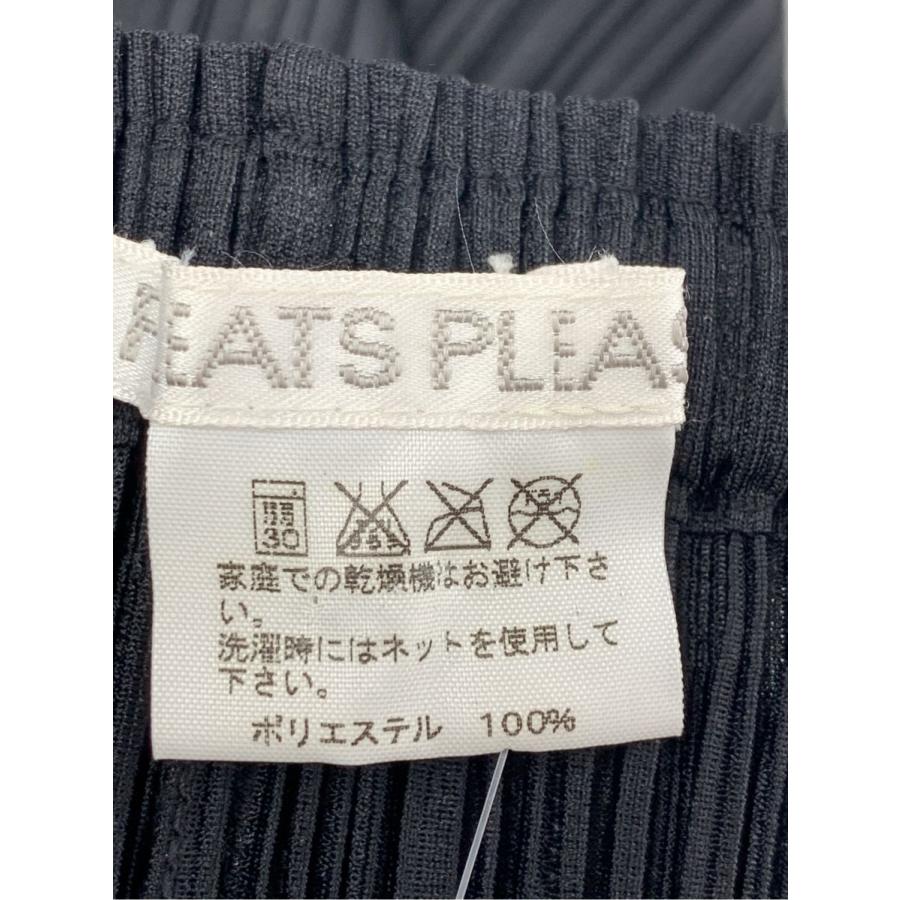 EATS PLEAS
弱
30
家庭での乾燥機はお避け下さ
い。
洗濯時にはネットを使用して
下さい。
ポリエステル 100%